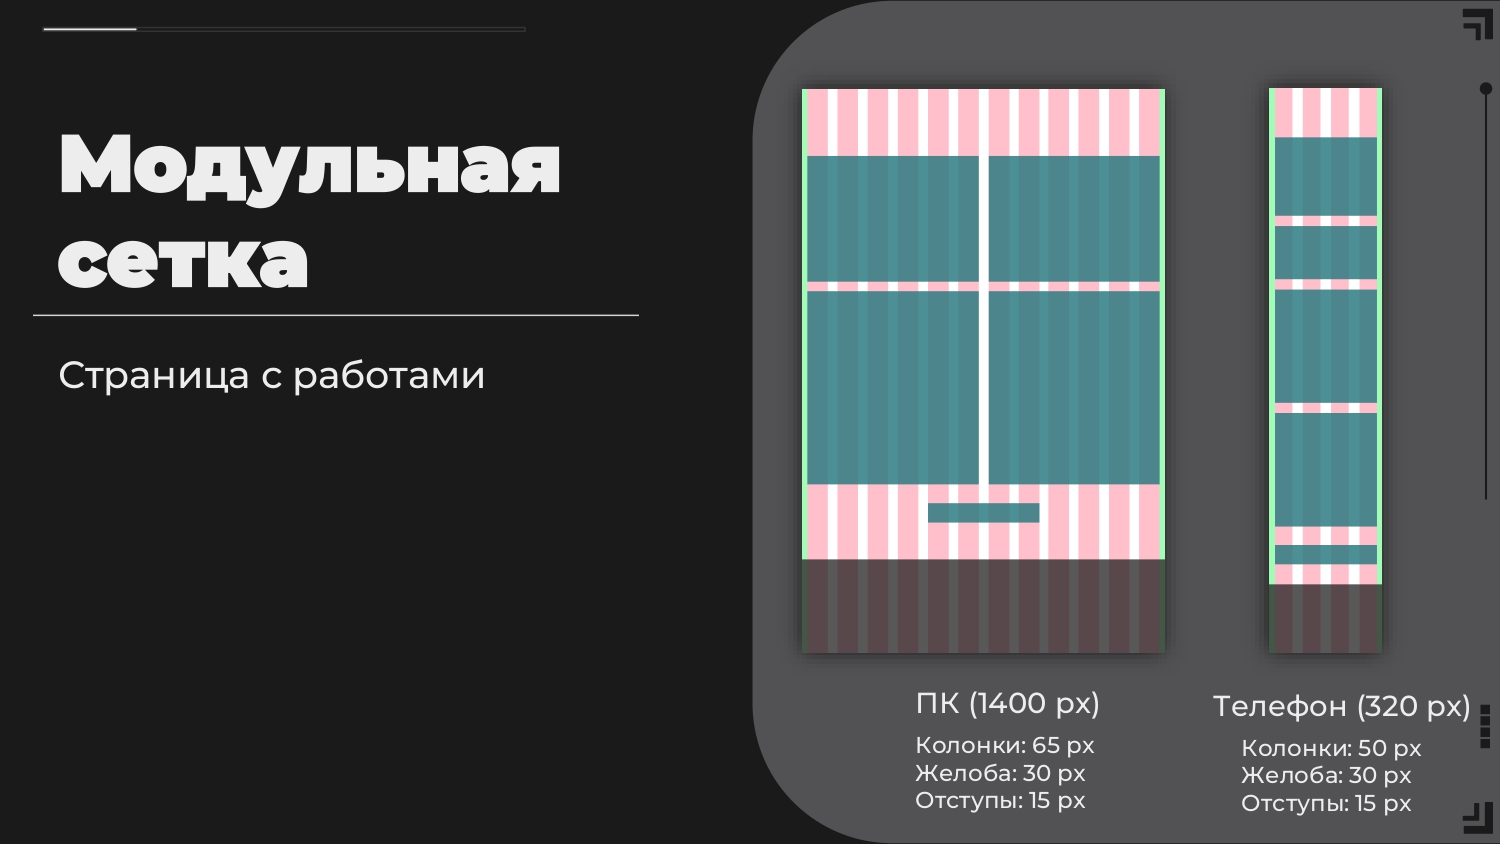 Модульная
сетка
Страница с работами
ПК (1400 px)
Колонки: 65 px
Желоба: 30 px
Отступы: 15 px
Телефон (320 px)
Колонки: 50 px
Желоба: 30 px
Отступы: 15 px